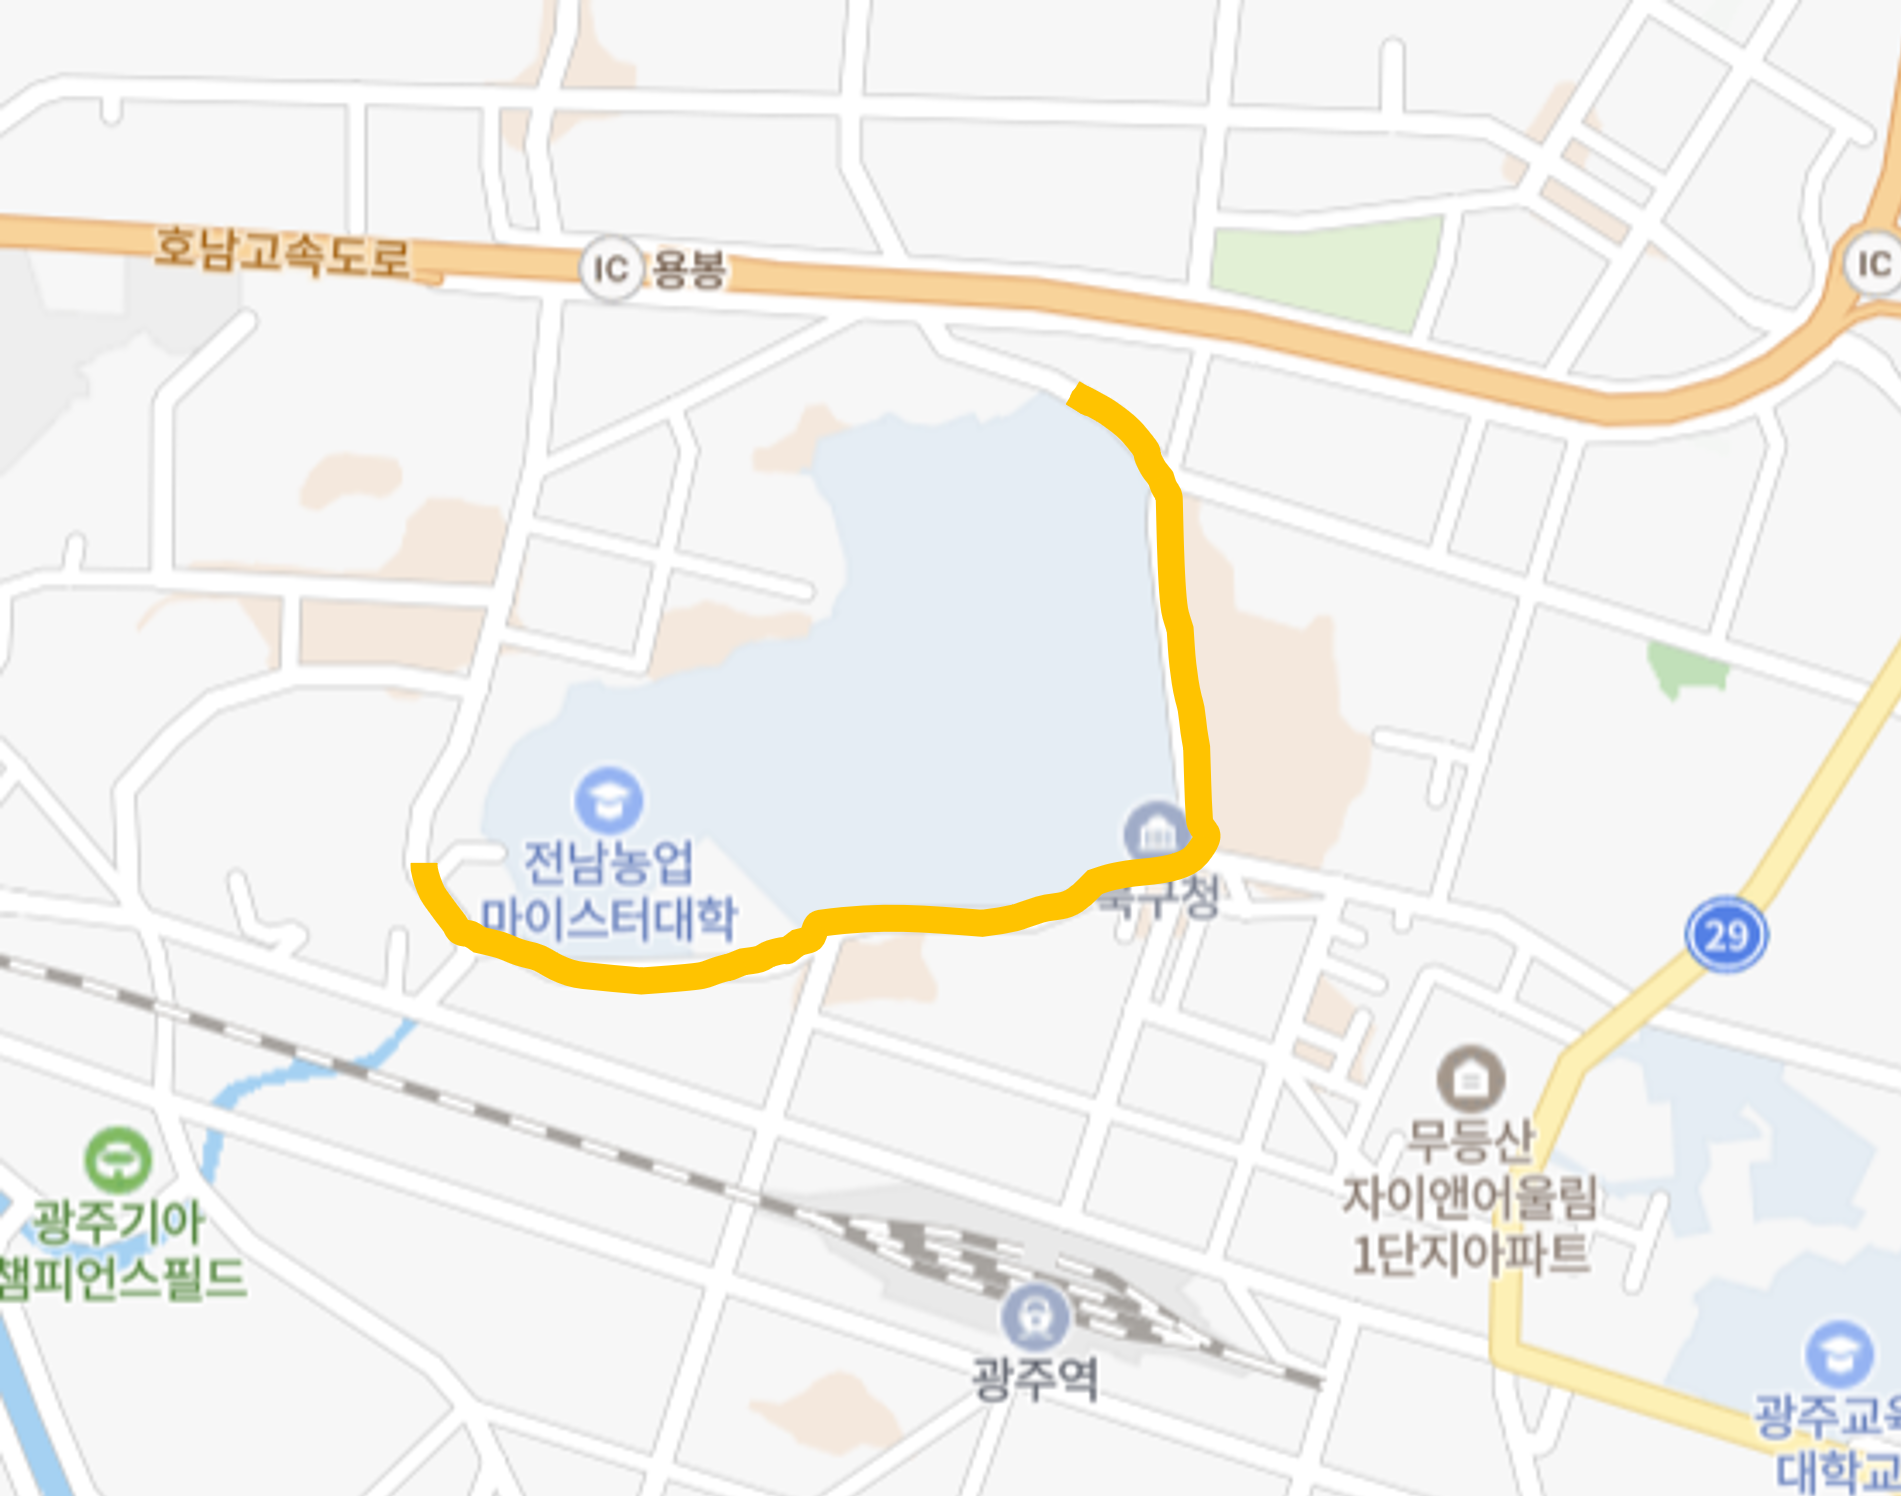 호남고속도로
IC 용봉
IC
전남농업
마이스터대학
북구청
29
무등산
자이앤어울림
1단지아파트
광주기아
챔피언스필드
광주역
광주교육
대학교